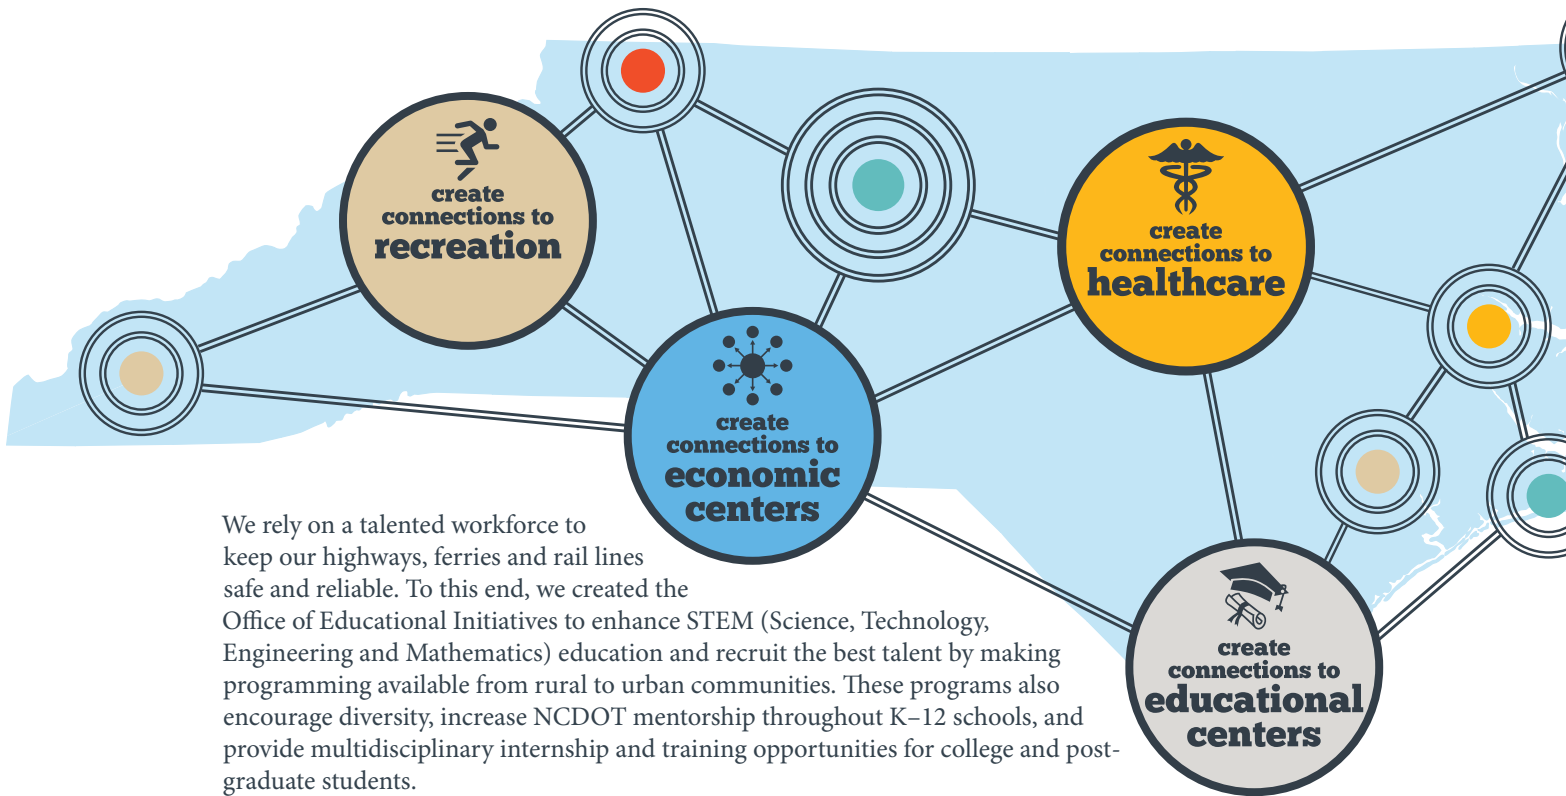 create
connections to
recreation
create
connections to
healthcare
create
connections to
economic
centers
create
connections to
educational
centers
We rely on a talented workforce to
keep our highways, ferries and rail lines
safe and reliable. To this end, we created the
Office of Educational Initiatives to enhance STEM (Science, Technology,
Engineering and Mathematics) education and recruit the best talent by making
programming available from rural to urban communities. These programs also
encourage diversity, increase NCDOT mentorship throughout K–12 schools, and
provide multidisciplinary internship and training opportunities for college and post-
graduate students.